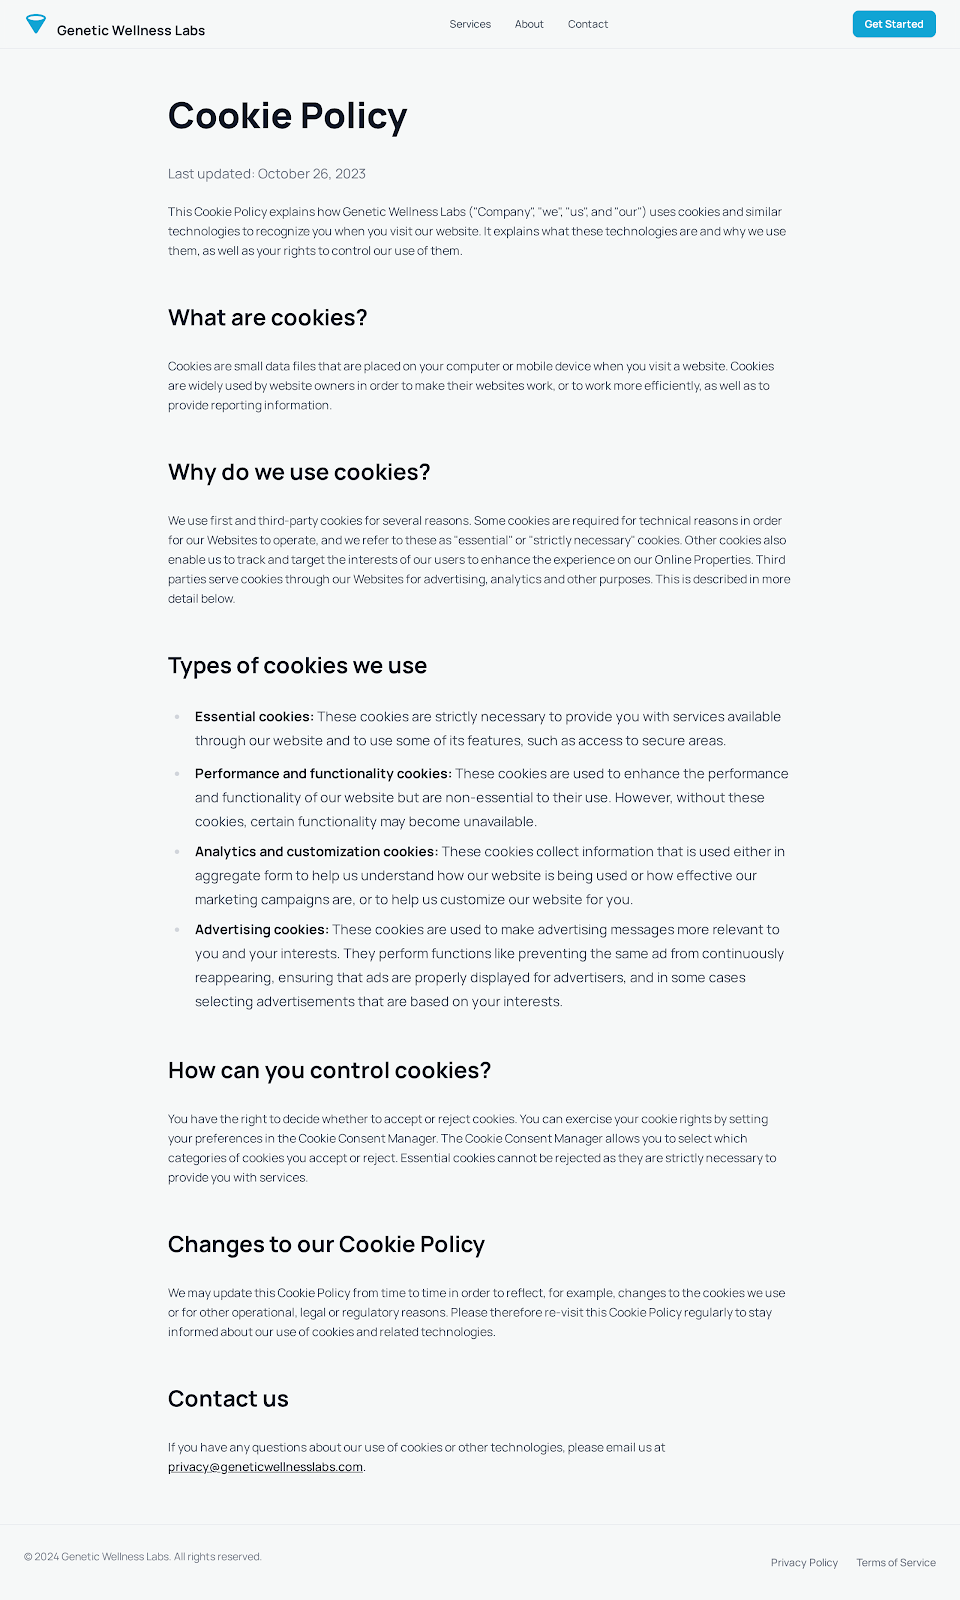 Genetic Wellness Labs
Services
About
Contact
Get Started
Cookie Policy
Last updated: October 26, 2023
This Cookie Policy explains how Genetic Wellness Labs ("Company", "we", "us", and "our") uses cookies and similar
technologies to recognize you when you visit our website. It explains what these technologies are and why we use
them, as well as your rights to control our use of them.
What are cookies?
Cookies are small data files that are placed on your computer or mobile device when you visit a website. Cookies
are widely used by website owners in order to make their websites work, or to work more efficiently, as well as to
provide reporting information.
Why do we use cookies?
We use first and third-party cookies for several reasons. Some cookies are required for technical reasons in order
for our Websites to operate, and we refer to these as "essential" or "strictly necessary" cookies. Other cookies also
enable us to track and target the interests of our users to enhance the experience on our Online Properties. Third
parties serve cookies through our Websites for advertising, analytics and other purposes. This is described in more
detail below.
Types of cookies we use
Essential cookies: These cookies are strictly necessary to provide you with services available
through our website and to use some of its features, such as access to secure areas.
Performance and functionality cookies: These cookies are used to enhance the performance
and functionality of our website but are non-essential to their use. However, without these
cookies, certain functionality may become unavailable.
Analytics and customization cookies: These cookies collect information that is used either in
aggregate form to help us understand how our website is being used or how effective our
marketing campaigns are, or to help us customize our website for you.
Advertising cookies: These cookies are used to make advertising messages more relevant to
you and your interests. They perform functions like preventing the same ad from continuously
reappearing, ensuring that ads are properly displayed for advertisers, and in some cases
selecting advertisements that are based on your interests.
How can you control cookies?
You have the right to decide whether to accept or reject cookies. You can exercise your cookie rights by setting
your preferences in the Cookie Consent Manager. The Cookie Consent Manager allows you to select which
categories of cookies you accept or reject. Essential cookies cannot be rejected as they are strictly necessary to
provide you with services.
Changes to our Cookie Policy
We may update this Cookie Policy from time to time in order to reflect, for example, changes to the cookies we use
or for other operational, legal or regulatory reasons. Please therefore re-visit this Cookie Policy regularly to stay
informed about our use of cookies and related technologies.
Contact us
If you have any questions about our use of cookies or other technologies, please email us at
privacy@geneticwellnesslabs.com.
© 2024 Genetic Wellness Labs. All rights reserved.
Privacy Policy
Terms of Service